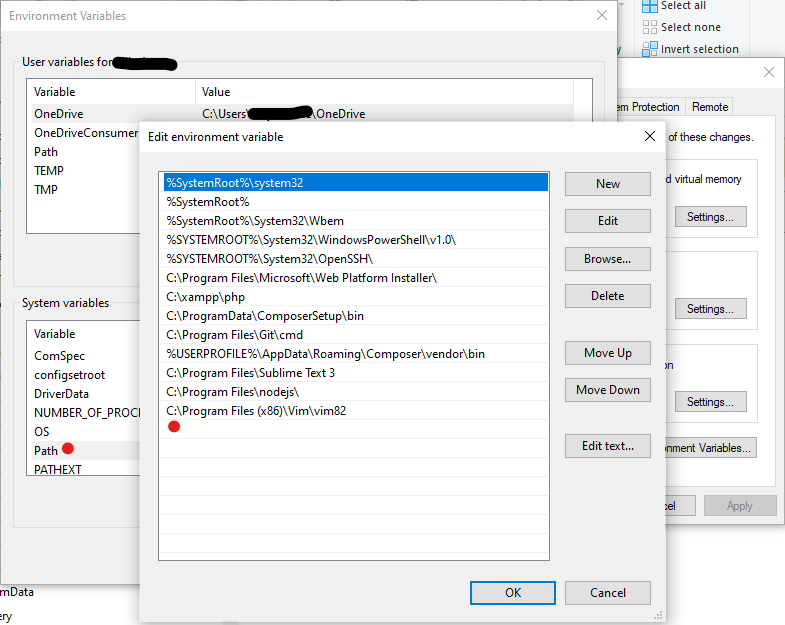 Environment Variables
Select all
Select none
Invert selection
User variables for
Variable Value
OneDrive C:\Users\ \OneDrive
OneDriveConsumer
Path
TEMP
TMP
System variables
Variable
ComSpec
configsetroot
DriverData
NUMBER_OF_PROC
OS
Path
PATHEXT
Edit environment variable
%SystemRoot%\system32
%SystemRoot%
%SystemRoot%\System32\Wbem
%SYSTEMROOT%\System32\WindowsPowerShell\v1.0\
%SYSTEMROOT%\System32\OpenSSH\
C:\Program Files\Microsoft\Web Platform Installer\
C:\xampp\php
C:\ProgramData\ComposerSetup\bin
C:\Program Files\Git\cmd
%USERPROFILE%\AppData\Roaming\Composer\vendor\bin
C:\Program Files\Sublime Text 3
C:\Program Files\nodejs\
C:\Program Files (x86)\Vim\vim82
New
Edit
Browse...
Delete
Move Up
Move Down
Edit text...
OK
Cancel
em Protection
Remote
of these changes.
d virtual memory
Settings...
Settings...
on
Settings...
nment Variables...
cel
Apply
mData
ery